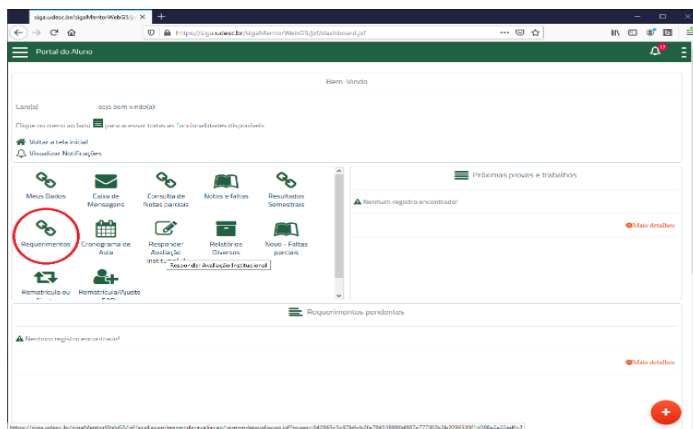 siga.udesc.br/sigaMentorWebG5/j
https://siga.udesc.br/sigaMentorWebG5/jsf/dashboard.jsf
Portal do Aluno
Bem Vindo
Caro(a) seja bem vindo(a)!
Clique no menu ao lado para acessar todas as funcionalidades disponíveis
Voltar a tela inicial
Visualizar Notificações
Meus Dados
Caixa de Mensagens
Consulta de Notas parciais
Notas e faltas
Resultados Semestrais
Próximas provas e trabalhos
Nenhum registro encontrado!
Mais detalhes
Requerimentos
Cronograma de Aula
Responder Avaliação
Relatórios Diversos
Novo - Faltas parciais
Responder Avaliação Institucional
Rematrícula ou
Rematrícula/Ajuste
Requerimentos pendentes
Nenhum registro encontrado!
Mais detalhes